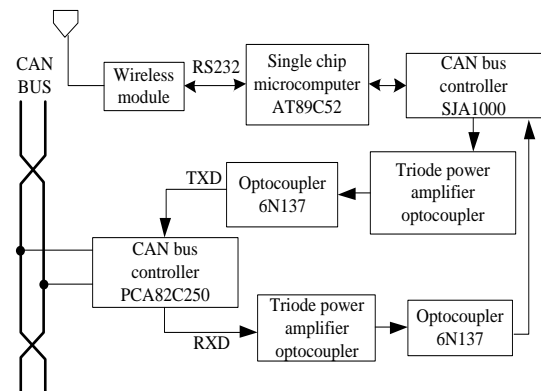 CAN
BUS
Wireless
module
RS232
Single chip
microcomputer
AT89C52
CAN bus
controller
SJA1000
Triode power
amplifier
optocoupler
Optocoupler
6N137
TXD
CAN bus
controller
PCA82C250
RXD
Triode power
amplifier
optocoupler
Optocoupler
6N137